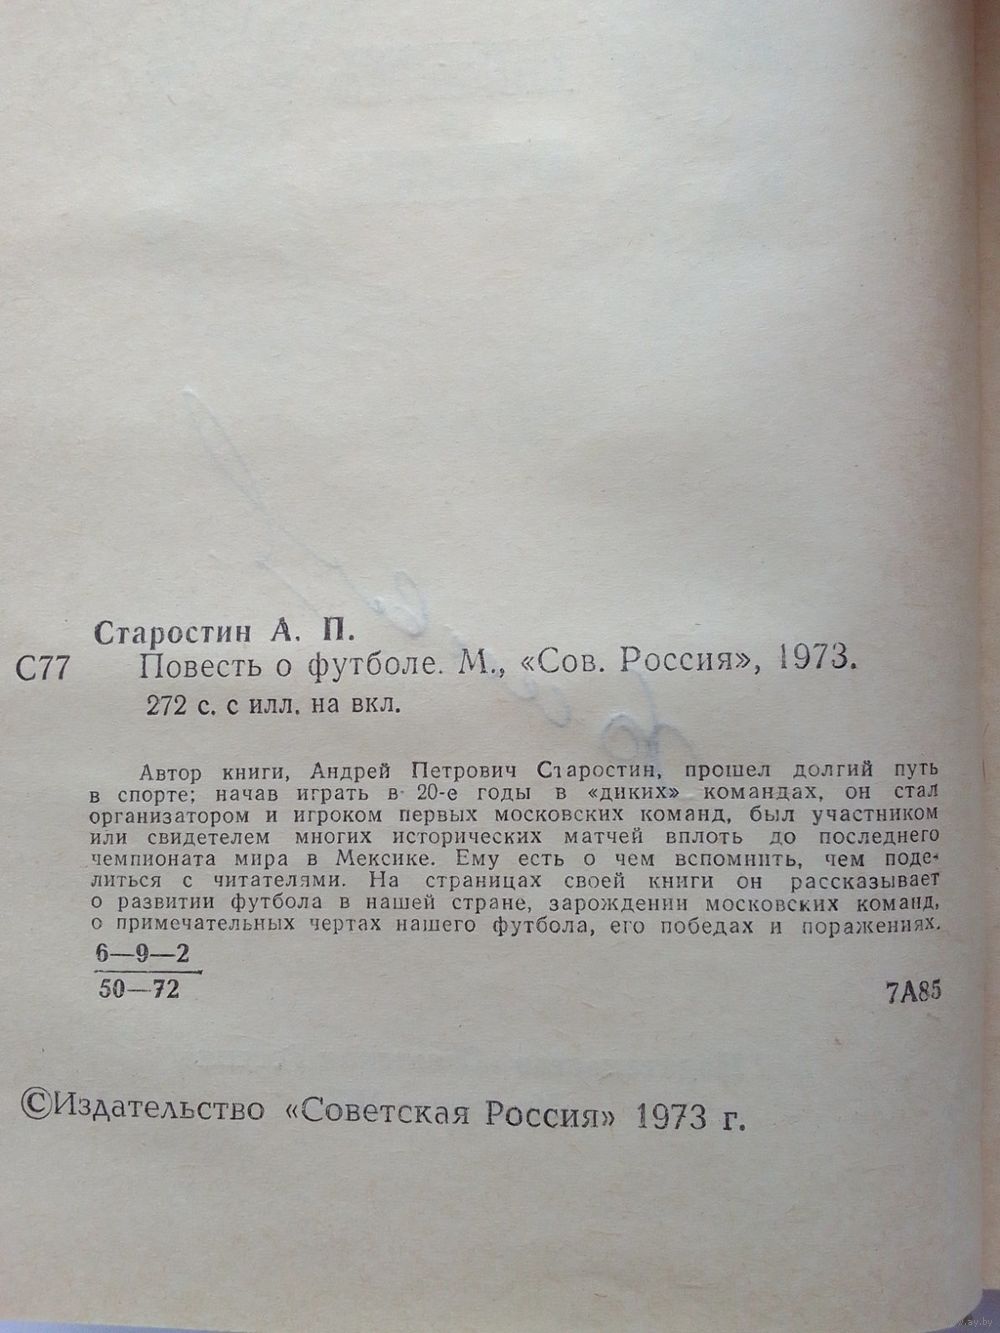 Старостин А. П.
С77 Повесть о футболе. М., «Сов. Россия», 1973.
272 с. с илл. на вкл.
Автор книги, Андрей Петрович Старостин, прошел долгий путь
в спорте; начав играть в 20-е годы в «диких» командах, он стал
организатором и игроком первых московских команд, был участником
или свидетелем многих исторических матчей вплоть до последнего
чемпионата мира в Мексике. Ему есть о чем вспомнить, чем поде-
литься с читателями. На страницах своей книги он рассказывает
о развитии футбола в нашей стране, зарождении московских команд,
о примечательных чертах нашего футбола, его победах и поражениях.
6—9—2
50—72
7А85
©Издательство «Советская Россия» 1973 г.